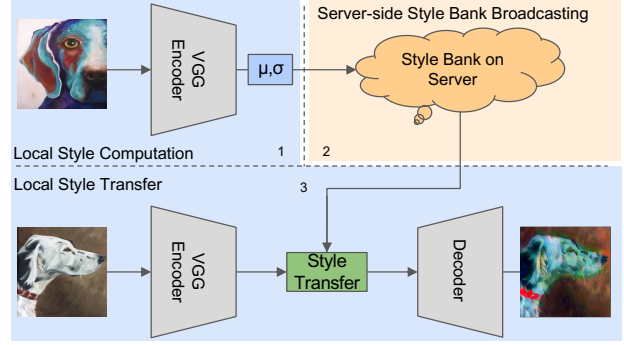 Server-side Style Bank Broadcasting
VGG
Encoder
μ,σ
Style Bank on
Server
Local Style Computation
1
2
Local Style Transfer
3
VGG
Encoder
Style
Transfer
Decoder